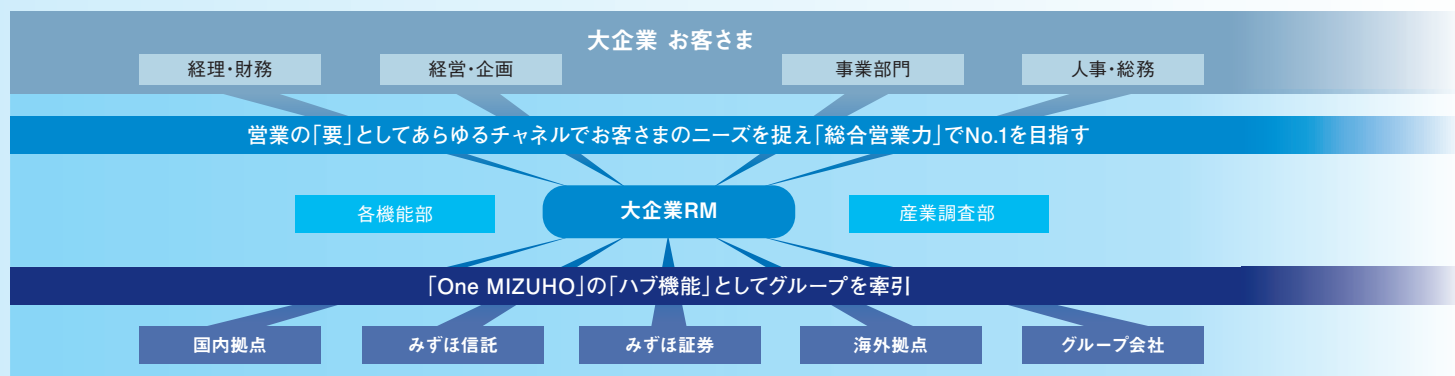 大企業 お客さま
経理・財務
経営・企画
事業部門
人事・総務
営業の「要」としてあらゆるチャネルでお客さまのニーズを捉え「総合営業力」でNo.1を目指す
各機能部
大企業RM
産業調査部
「One MIZUHO」の「ハブ機能」としてグループを牽引
国内拠点
みずほ信託
みずほ証券
海外拠点
グループ会社